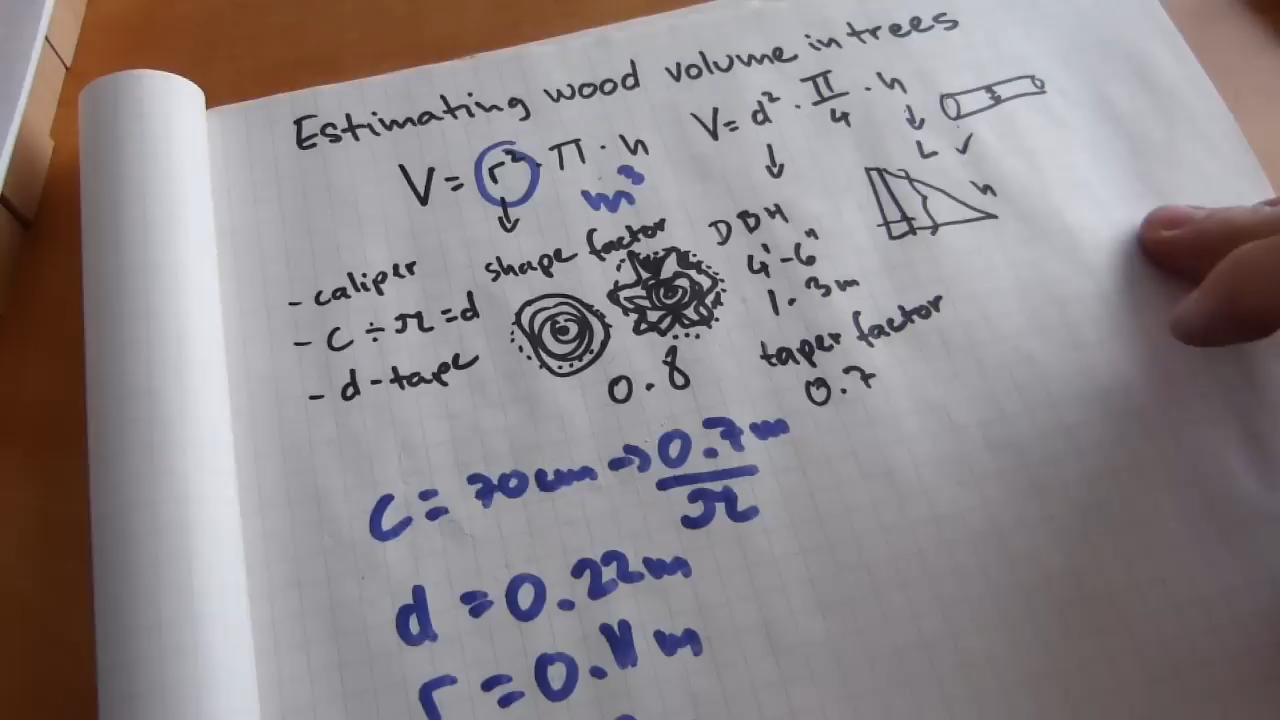 Estimating wood volume in trees
V = r² · π · h
m³
V = d² · π/4 · h
L ✓
h
shape factor
- caliper
- C ÷ π = d
- d-tape
0.8
DBH
4'-6"
1.3m
taper factor
0.7
C = 70cm → 0.7m/π
d = 0.22m
r = 0.11m